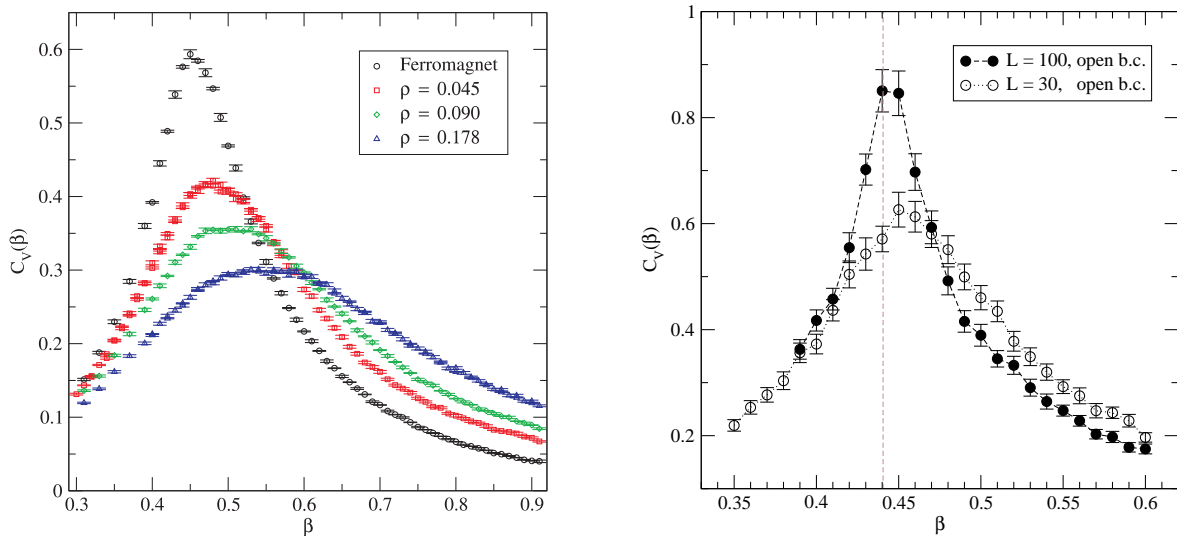 0.6
0.5
0.4
0.3
0.2
0.1
0
C_V(β)
0.3 0.4 0.5 0.6 0.7 0.8 0.9
β
Ferromagnet
ρ = 0.045
ρ = 0.090
ρ = 0.178
1
0.8
0.6
0.4
0.2
C_V(β)
0.35 0.4 0.45 0.5 0.55 0.6
β
L = 100, open b.c.
L = 30, open b.c.